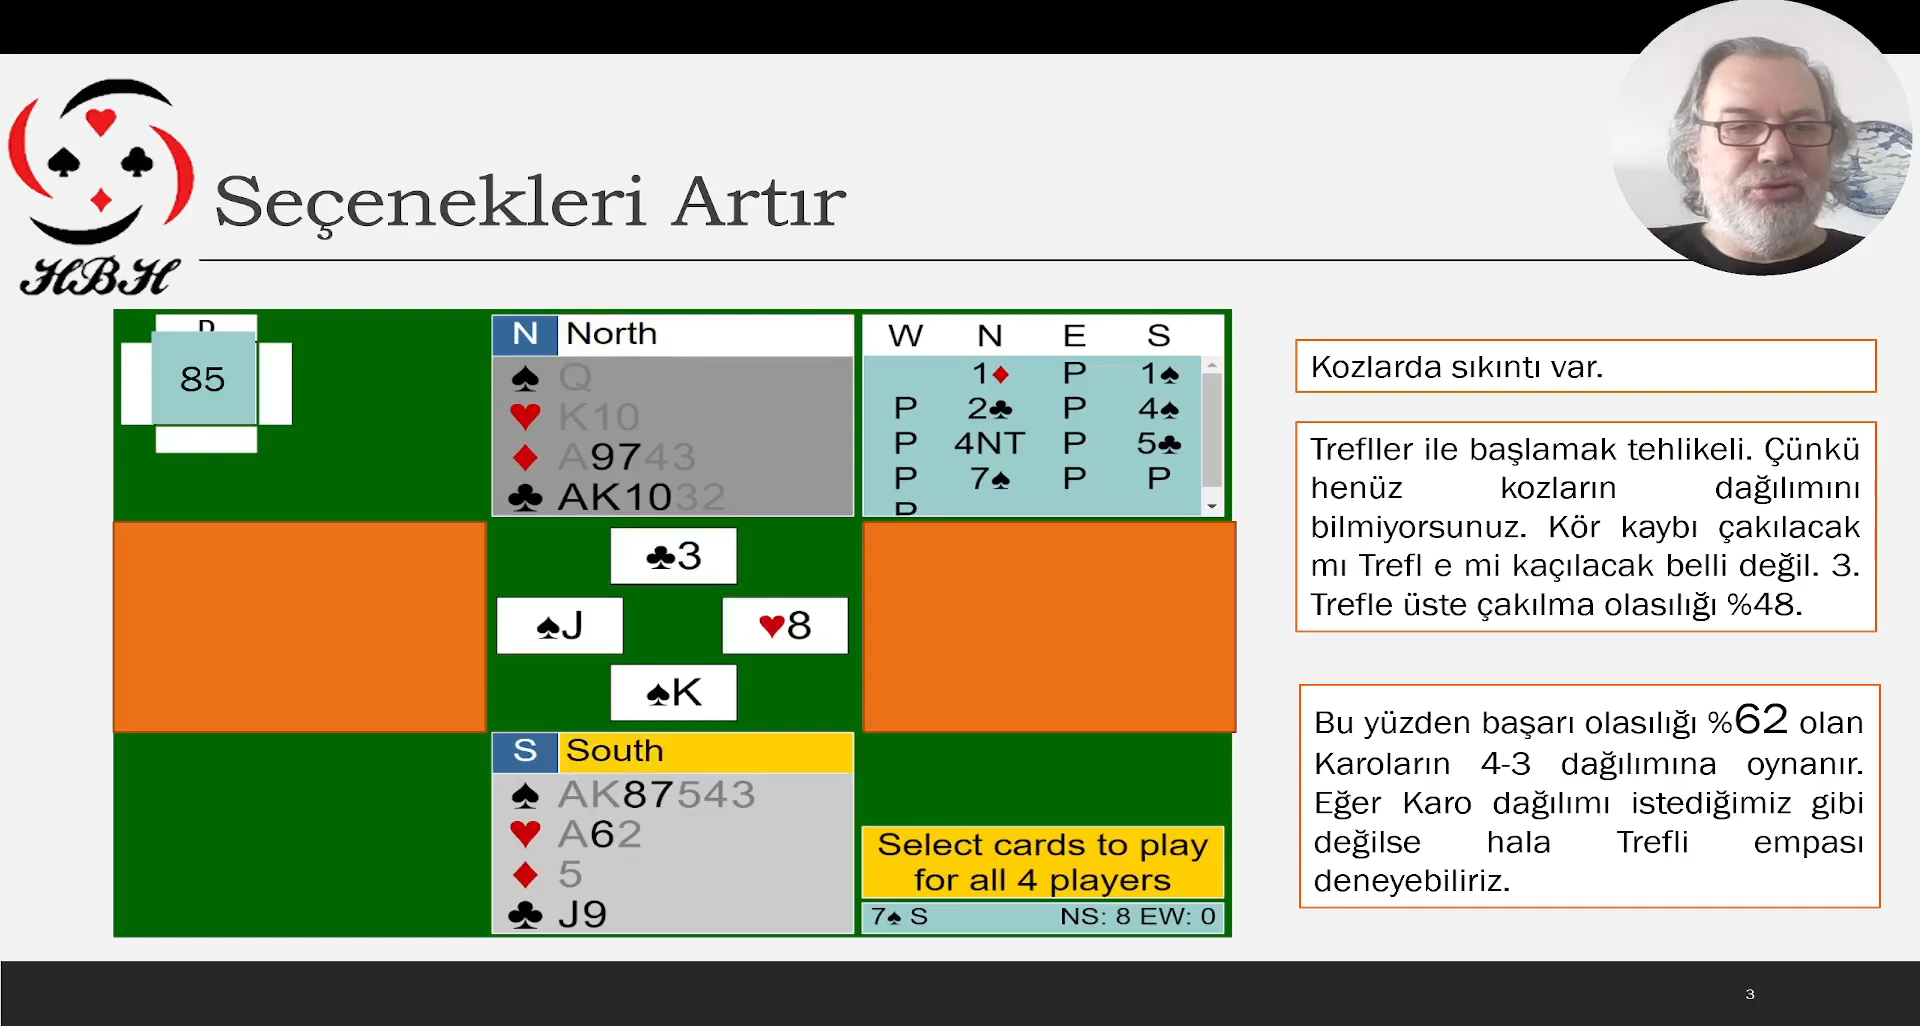 HBH
Seçenekleri Artır
85
N North
♠ Q
♥ K10
♦ A9743
♣ AK1032
W N E S
1♦ P 1♠
P 2♣ P 4♠
P 4NT P 5♣
P 7♠ P P
P
♣3
♠J
♥8
♠K
S South
♠ AK87543
♥ A62
♦ 5
♣ J9
Select cards to play
for all 4 players
7♠ S NS: 8 EW: 0
Kozlarda sıkıntı var.
Trefller ile başlamak tehlikeli. Çünkü
henüz kozların dağılımını
bilmiyorsunuz. Kör kaybı çakılacak
mı Trefl e mi kaçılacak belli değil. 3.
Trefle üste çakılma olasılığı %48.
Bu yüzden başarı olasılığı %62 olan
Karoların 4-3 dağılımına oynanır.
Eğer Karo dağılımı istediğimiz gibi
değilse hala Trefli empası
deneyebiliriz.
3